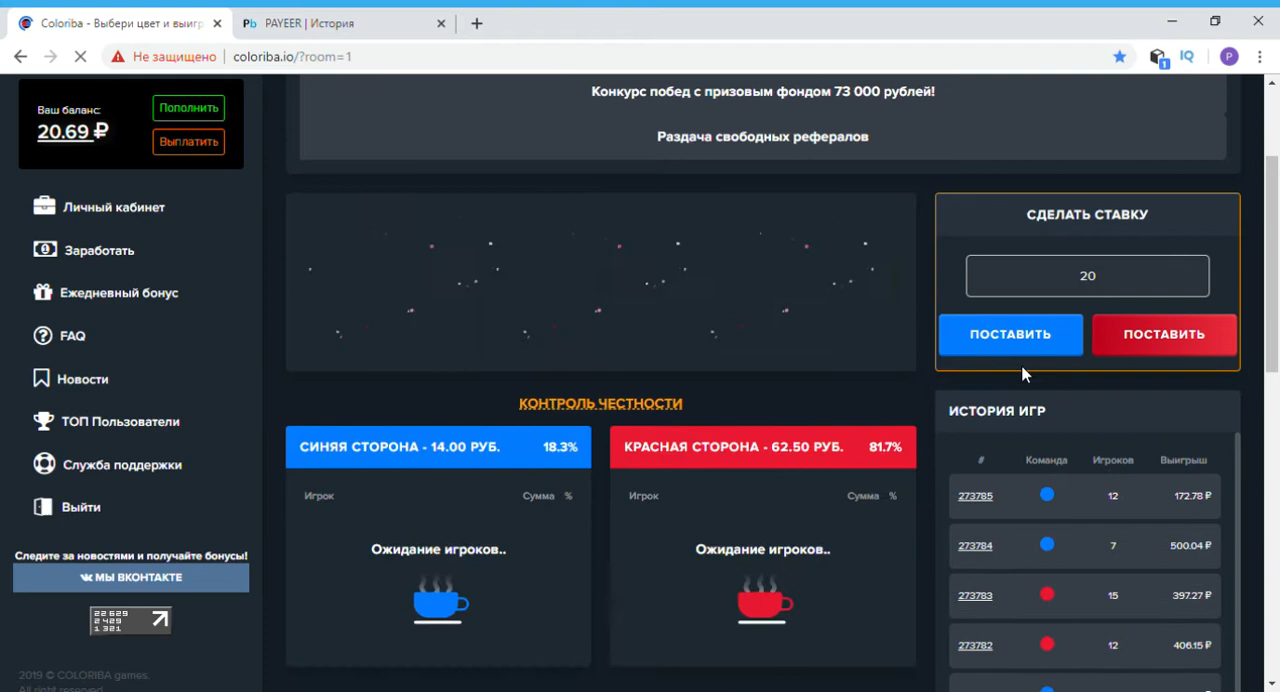 Coloriba - Выбери цвет и выигр
Pb PAYEER | История
Не защищено
coloriba.io/?room=1
1
IQ
P
Ваш баланс:
20.69 ₽
Пополнить
Выплатить
Личный кабинет
Заработать
Ежедневный бонус
FAQ
Новости
ТОП Пользователи
Служба поддержки
Выйти
Следите за новостями и получайте бонусы!
МЫ ВКОНТАКТЕ
22 629
2 429
1 321
2019 © COLORIBA games.
All right reserved
Конкурс побед с призовым фондом 73 000 рублей!
Раздача свободных рефералов
КОНТРОЛЬ ЧЕСТНОСТИ
СИНЯЯ СТОРОНА - 14.00 РУБ. 18.3%
Игрок Сумма %
Ожидание игроков..
КРАСНАЯ СТОРОНА - 62.50 РУБ. 81.7%
Игрок Сумма %
Ожидание игроков..
СДЕЛАТЬ СТАВКУ
20
ПОСТАВИТЬ
ПОСТАВИТЬ
ИСТОРИЯ ИГР
# Команда Игроков Выигрыш
273785 12 172.78 ₽
273784 7 500.04 ₽
273783 15 397.27 ₽
273782 12 406.15 ₽